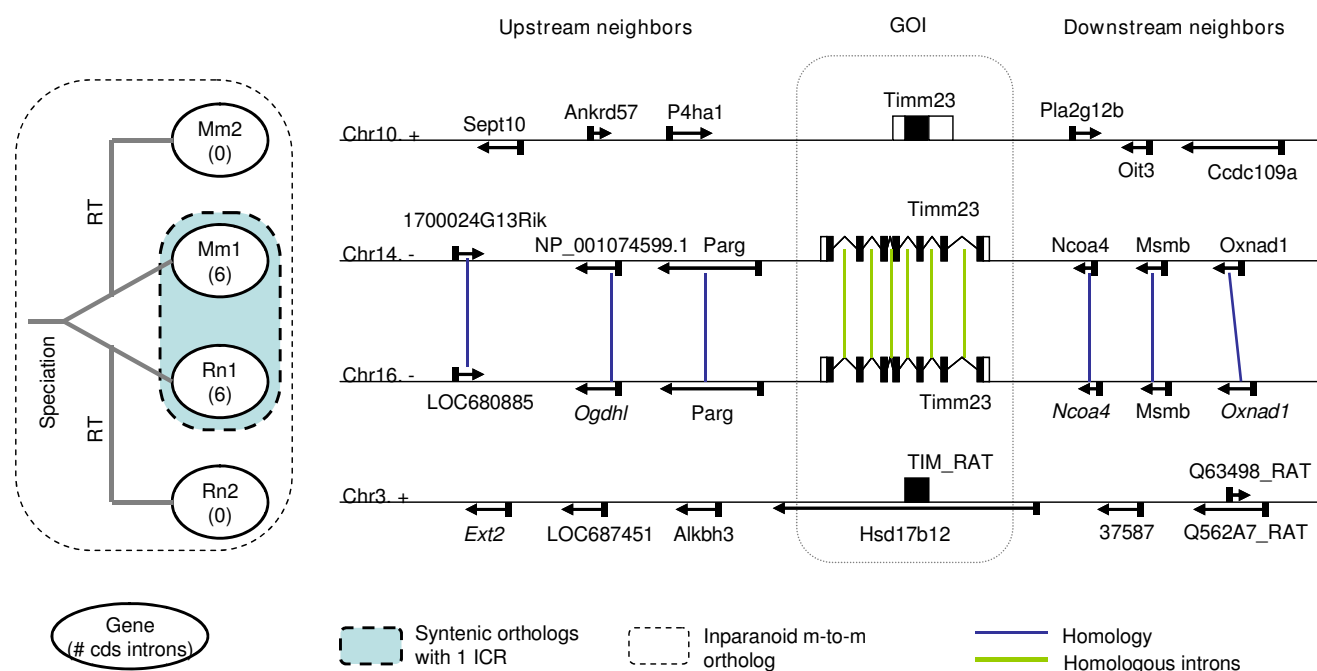 Upstream neighbors
GOI
Downstream neighbors
Mm2
(0)
Mm1
(6)
Rn1
(6)
Rn2
(0)
RT
RT
Speciation
Chr10. +
Sept10
Ankrd57
P4ha1
Timm23
Pla2g12b
Oit3
Ccdc109a
1700024G13Rik
Chr14. -
NP_001074599.1
Parg
Timm23
Ncoa4
Msmb
Oxnad1
Chr16. -
LOC680885
Ogdhl
Parg
Timm23
Ncoa4
Msmb
Oxnad1
Chr3. +
TIM_RAT
Q63498_RAT
Ext2
LOC687451
Alkbh3
Hsd17b12
37587
Q562A7_RAT
Gene
(# cds introns)
Syntenic orthologs
with 1 ICR
Inparanoid m-to-m
ortholog
Homology
Homologous introns